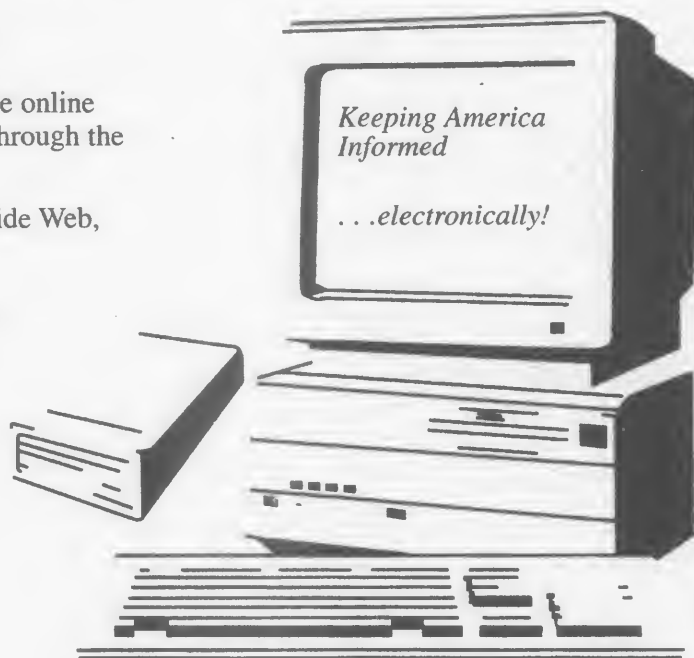 e online
hrough the
ide Web,
Keeping America
Informed
. . .electronically!